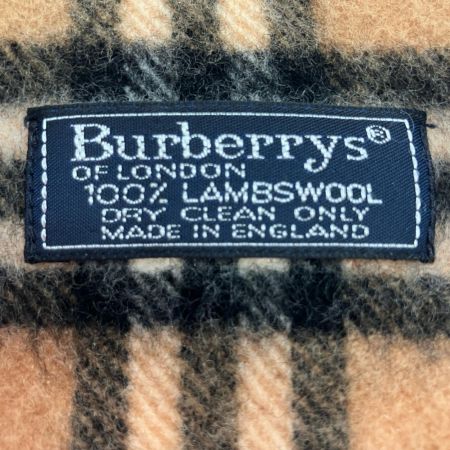 Burberrys®
OF LONDON
100% LAMBSWOOL
DRY CLEAN ONLY
MADE IN ENGLAND